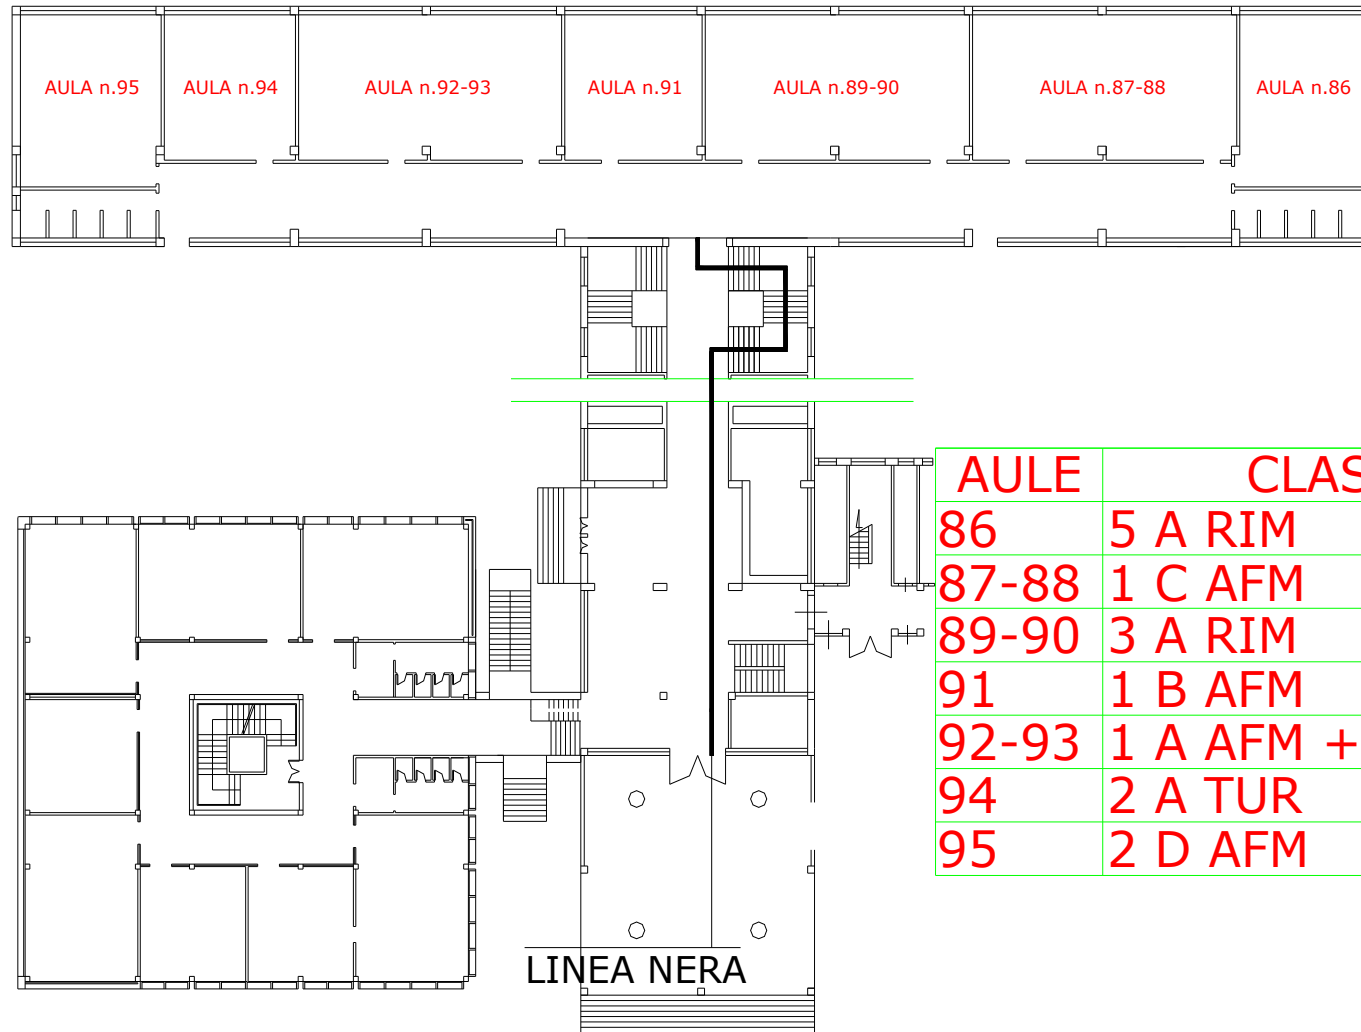 AULA n.95 AULA n.94 AULA n.92-93 AULA n.91 AULA n.89-90 AULA n.87-88 AULA n.86
AULE CLAS
86 5 A RIM
87-88 1 C AFM
89-90 3 A RIM
91 1 B AFM
92-93 1 A AFM +
94 2 A TUR
95 2 D AFM
LINEA NERA